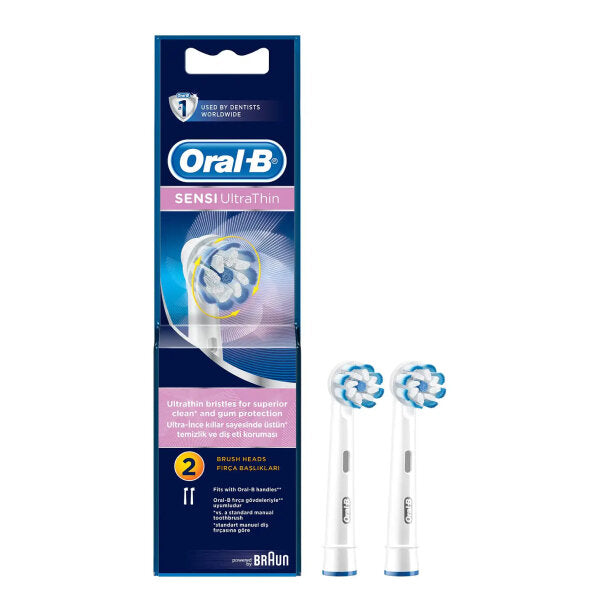 Oral-B
#1
USED BY DENTISTS
WORLDWIDE
Oral-B®
SENSI UltraThin
Ultrathin bristles for superior
clean* and gum protection
Ultra-İnce kıllar sayesinde üstün*
temizlik ve diş eti koruması
2
BRUSH HEADS
FIRÇA BAŞLIKLARI
Fits with Oral-B handles**
Oral-B fırça gövdeleriyle**
uyumludur
*vs. a standard manual
toothbrush
*standart manuel diş
fırçasına göre
powered by
BRAUN
Oral-B
Oral-B